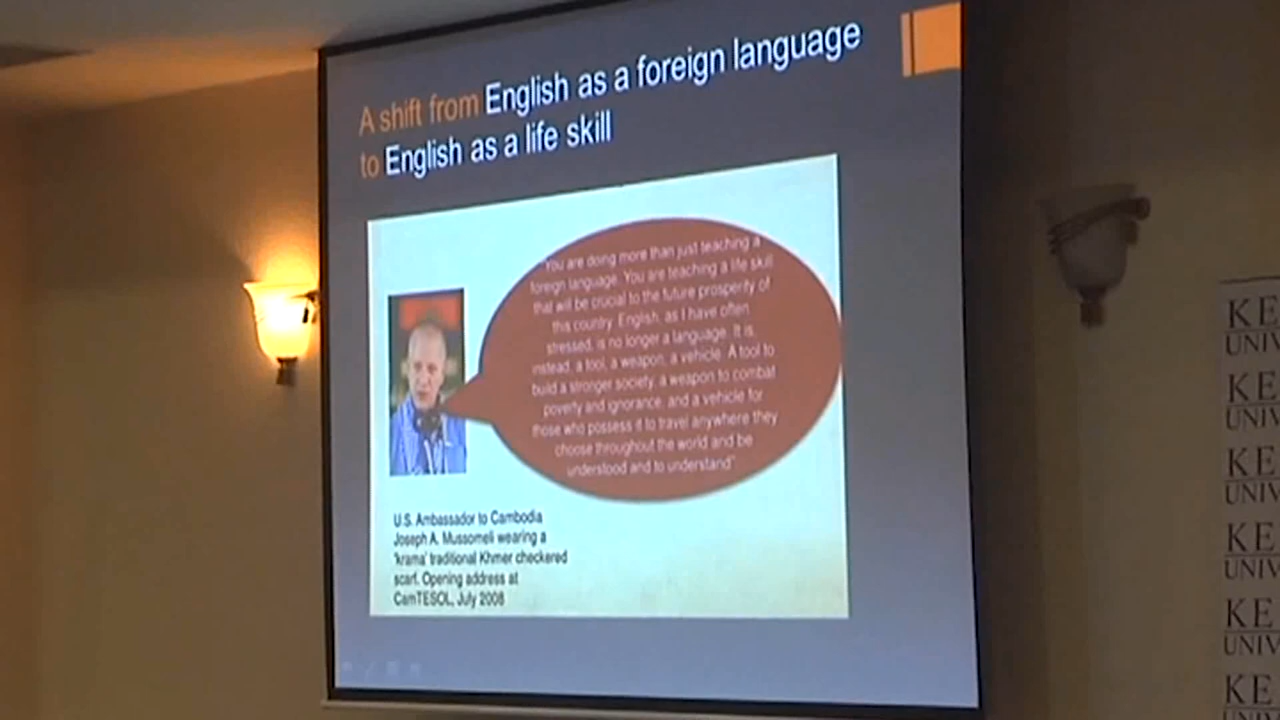 A shift from English as a foreign language
to English as a life skill
"You are doing more than just teaching a
foreign language. You are teaching a life skill
that will be crucial to the future prosperity of
this country. English, as I have often
stressed, is no longer a language. It is,
instead, a tool, a weapon, a vehicle. A tool to
build a stronger society, a weapon to combat
poverty and ignorance, and a vehicle for
those who possess it to travel anywhere they
choose throughout the world and be
understood and to understand"
U.S. Ambassador to Cambodia
Joseph A. Mussomeli wearing a
'krama' traditional Khmer checkered
scarf. Opening address at
CamTESOL, July 2008
KE
UNIV
KE
UNIV
KE
UNIV
KE
UNIV
KE
UNIV
KE
UNIV